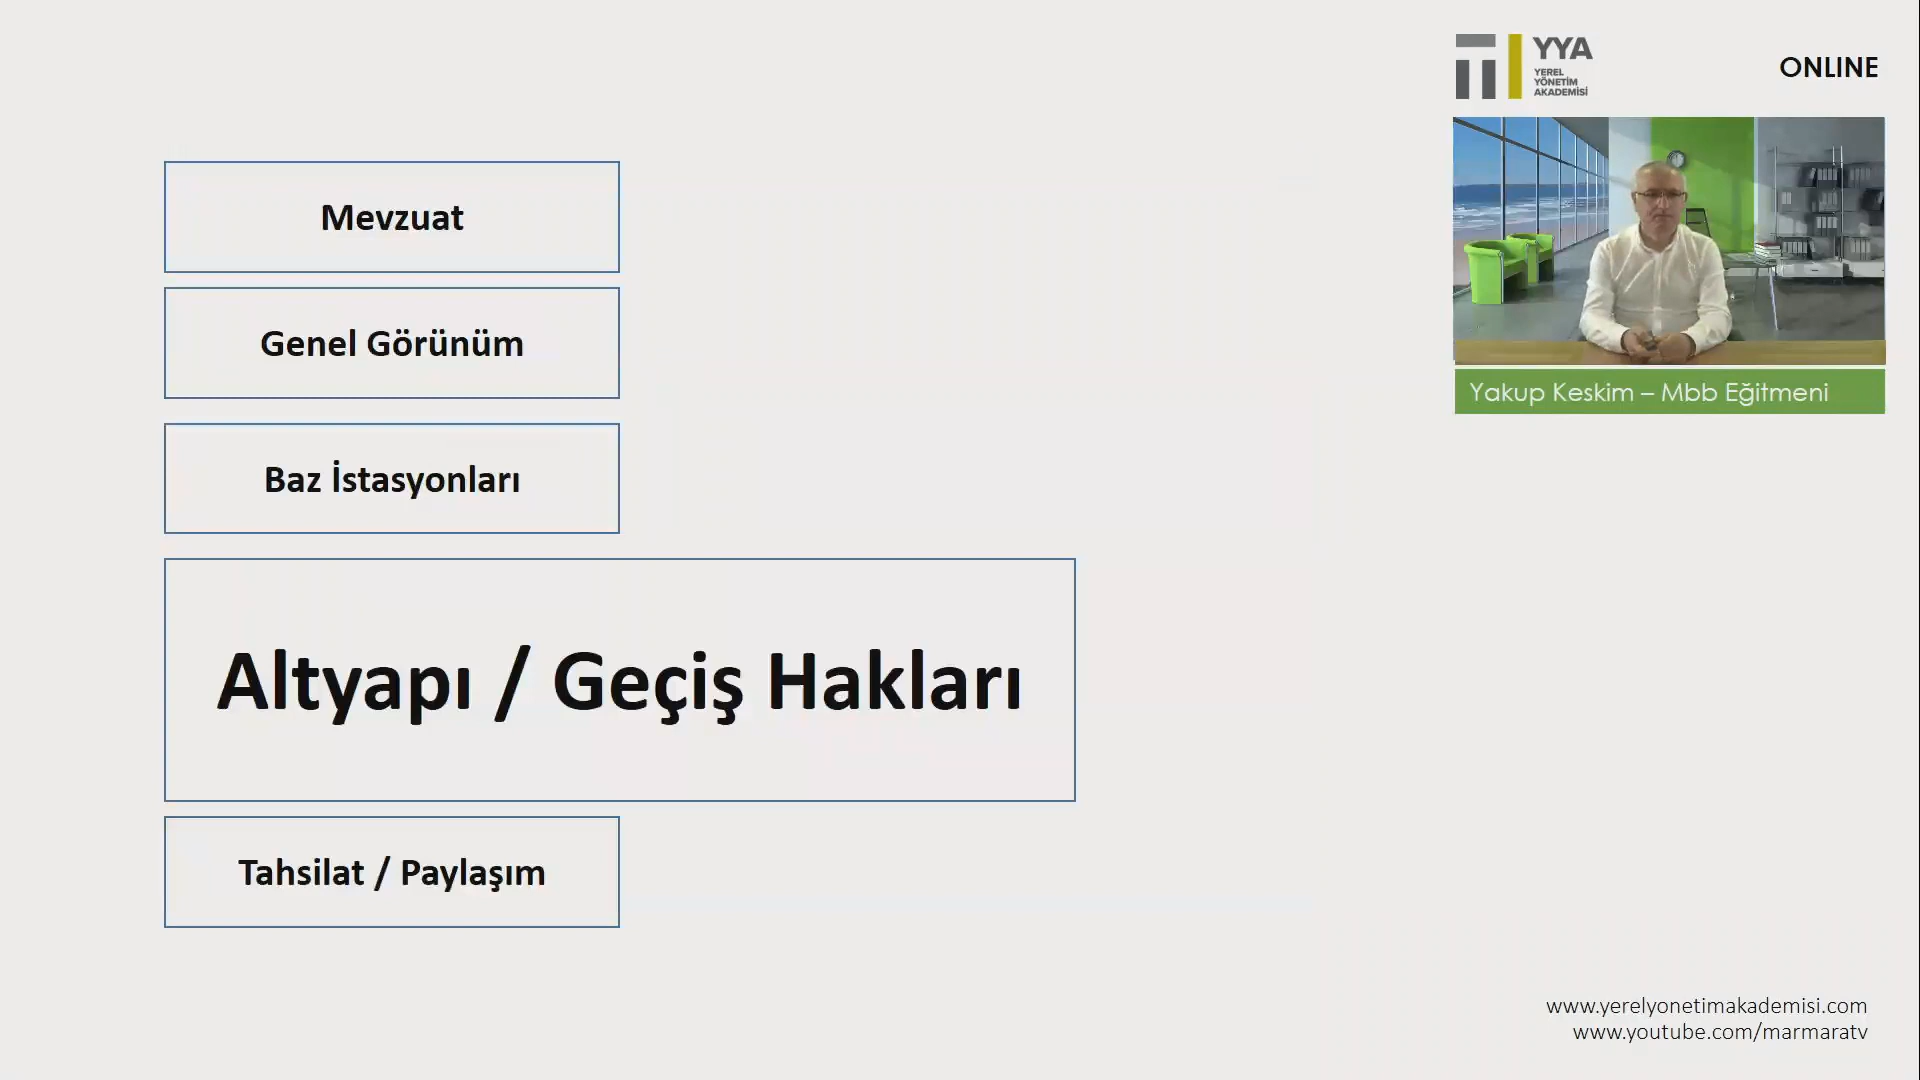 YYA
YEREL
YÖNETİM
AKADEMİSİ
ONLINE
Mevzuat
Genel Görünüm
Baz İstasyonları
Altyapı / Geçiş Hakları
Tahsilat / Paylaşım
Yakup Keskim – Mbb Eğitmeni
www.yerelyonetimakademisi.com
www.youtube.com/marmaratv